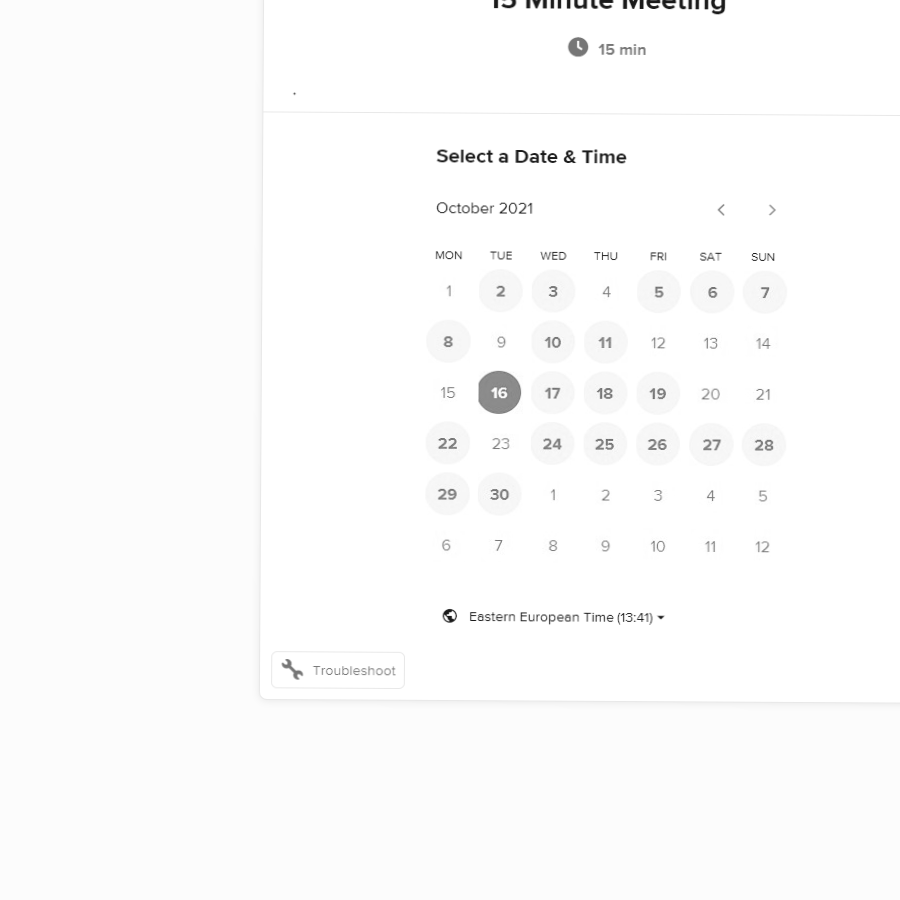 15 Minute Meeting
15 min
.
Select a Date & Time
October 2021
MON TUE WED THU FRI SAT SUN
1 2 3 4 5 6 7
8 9 10 11 12 13 14
15 16 17 18 19 20 21
22 23 24 25 26 27 28
29 30 1 2 3 4 5
6 7 8 9 10 11 12
Eastern European Time (13:41)
Troubleshoot